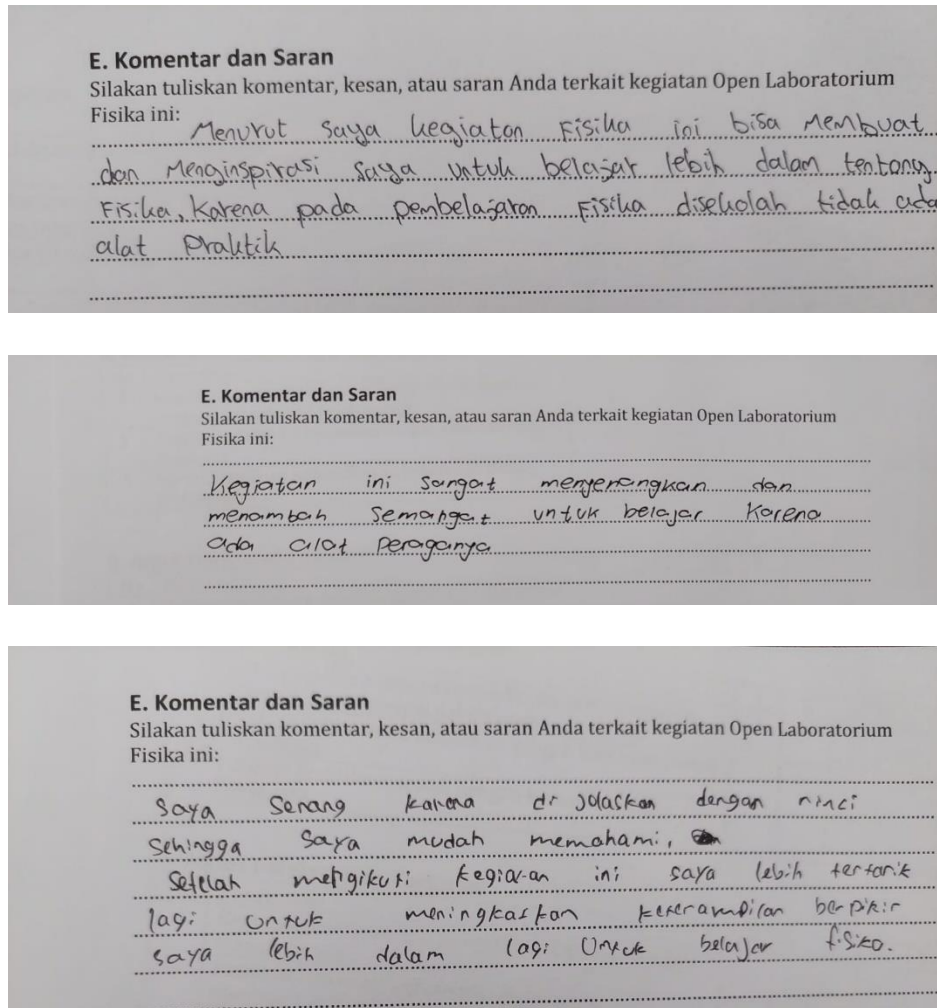 E. Komentar dan Saran
Silakan tuliskan komentar, kesan, atau saran Anda terkait kegiatan Open Laboratorium
Fisika ini:
Menurut saya kegiatan Fisika ini bisa Membuat
dan Menginspirasi saya untuk belajar lebih dalam tentang
Fisika, Karena pada pembelajaran Fisika disekolah tidak ada
alat Praktik
E. Komentar dan Saran
Silakan tuliskan komentar, kesan, atau saran Anda terkait kegiatan Open Laboratorium
Fisika ini:
Kegiatan ini sangat menyenangkan dan
menambah semangat untuk belajar Karena
ada alat peraganya
E. Komentar dan Saran
Silakan tuliskan komentar, kesan, atau saran Anda terkait kegiatan Open Laboratorium
Fisika ini:
Saya Senang karena di jelaskan dengan rinci
Sehingga saya mudah memahami,
Setelah mengikuti kegiatan ini saya lebih tertarik
lagi untuk meningkatkan keterampilan berpikir
saya lebih dalam lagi Untuk belajar fisika.